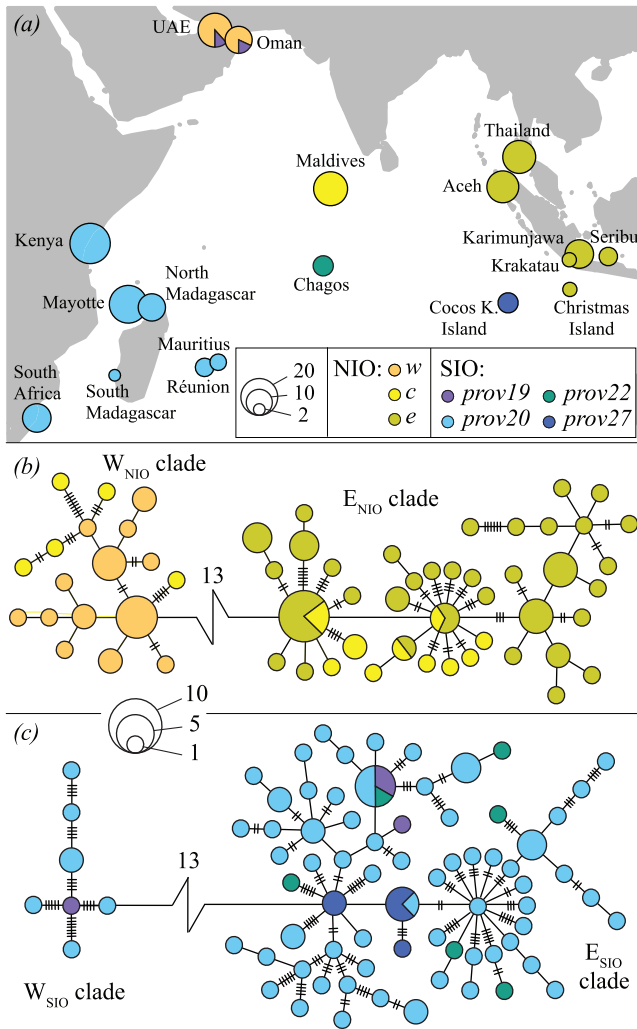 (a)
UAE
Oman
Thailand
Maldives
Aceh
Kenya
Karimunjawa
Seribu
North
Madagascar
Krakatau
Mayotte
Chagos
Cocos K.
Island
Christmas
Island
Mauritius
South
Africa
South
Madagascar
Réunion
20
10
2
NIO:
w
c
e
SIO:
prov19
prov22
prov20
prov27
(b)
WNIO clade
ENIO clade
13
10
5
1
(c)
13
WSIO
clade
ESIO
clade